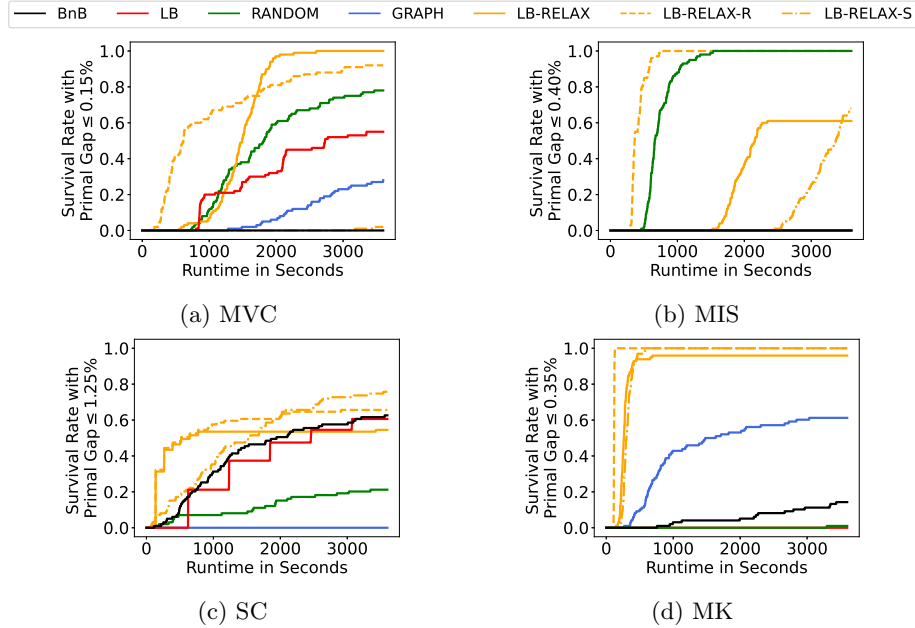 BnB LB RANDOM GRAPH LB-RELAX LB-RELAX-R LB-RELAX-S
Survival Rate with
Primal Gap ≤ 0.15%
1.0
0.8
0.6
0.4
0.2
0.0
0 1000 2000 3000
Runtime in Seconds
(a) MVC
Survival Rate with
Primal Gap ≤ 0.40%
1.0
0.8
0.6
0.4
0.2
0.0
0 1000 2000 3000
Runtime in Seconds
(b) MIS
Survival Rate with
Primal Gap ≤ 1.25%
1.0
0.8
0.6
0.4
0.2
0.0
0 1000 2000 3000
Runtime in Seconds
(c) SC
Survival Rate with
Primal Gap ≤ 0.35%
1.0
0.8
0.6
0.4
0.2
0.0
0 1000 2000 3000
Runtime in Seconds
(d) MK